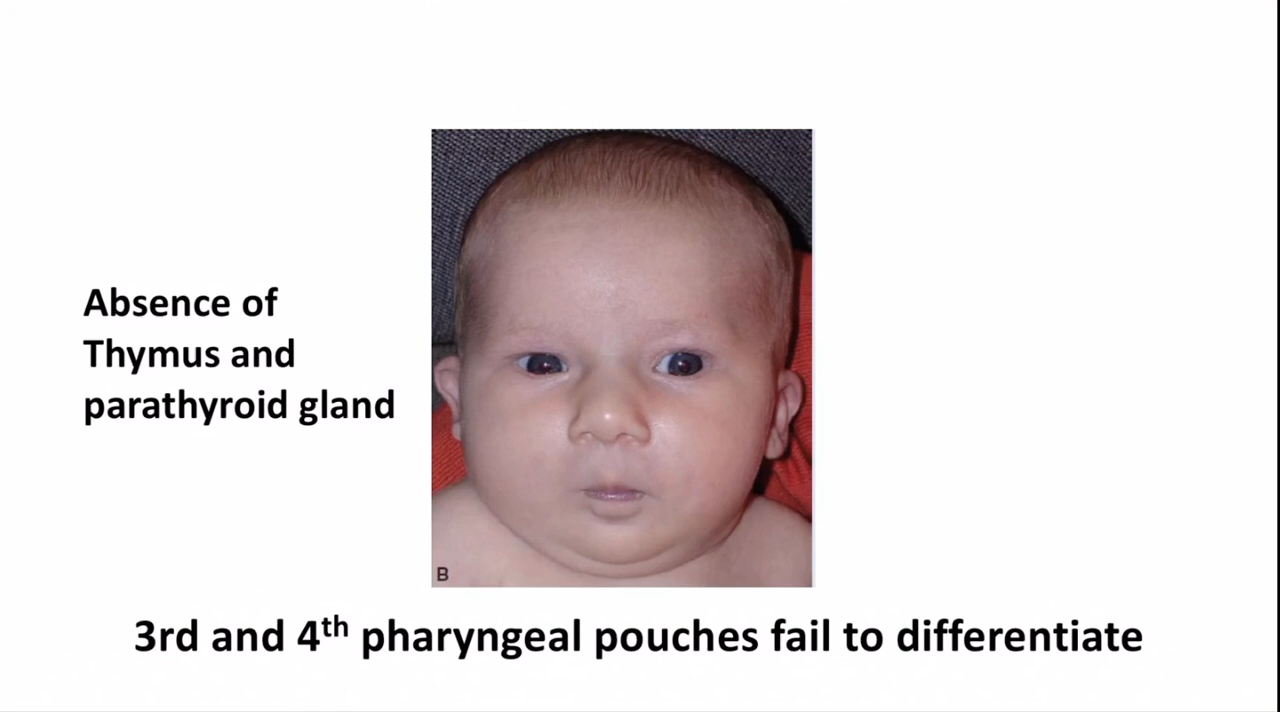 Absence of
Thymus and
parathyroid gland
B
3rd and 4th pharyngeal pouches fail to differentiate